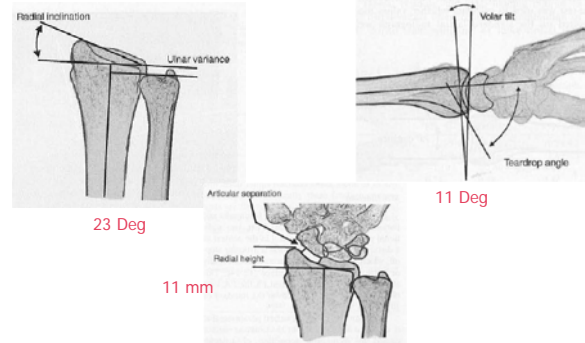 Radial inclination
Ulnar variance
23 Deg
Volar tilt
Teardrop angle
11 Deg
Articular separation
Radial height
11 mm